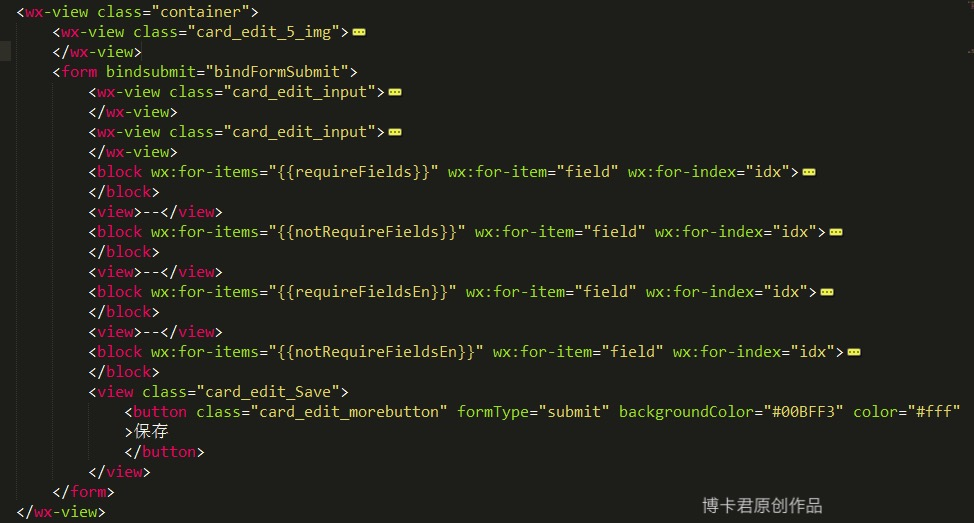 <wx-view class="container">
<wx-view class="card_edit_5_img">
</wx-view>
<form bindsubmit="bindFormSubmit">
<wx-view class="card_edit_input">
</wx-view>
<wx-view class="card_edit_input">
</wx-view>
<block wx:for-items="{{requireFields}}" wx:for-item="field" wx:for-index="idx">
</block>
<view>--</view>
<block wx:for-items="{{notRequireFields}}" wx:for-item="field" wx:for-index="idx">
</block>
<view>--</view>
<block wx:for-items="{{requireFieldsEn}}" wx:for-item="field" wx:for-index="idx">
</block>
<view>--</view>
<block wx:for-items="{{notRequireFieldsEn}}" wx:for-item="field" wx:for-index="idx">
</block>
<view class="card_edit_Save">
<button class="card_edit_morebutton" formType="submit" backgroundColor="#00BFF3" color="#fff"
>保存
</button>
</view>
</form>
</wx-view>
博卡君原创作品